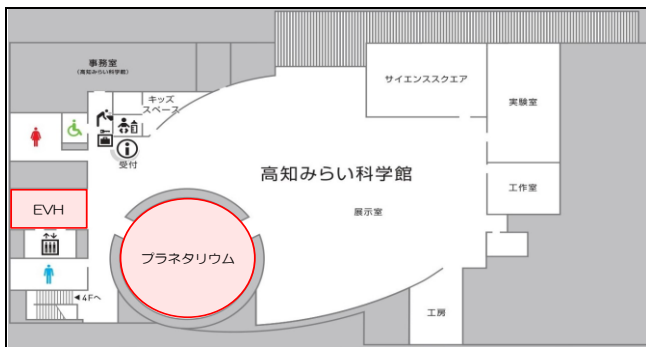 事務室
(高知みらい科学館)
キッズ
スペース
サイエンススクエア
実験室
受付
高知みらい科学館
展示室
工作室
EVH
プラネタリウム
◀4Fへ
工房